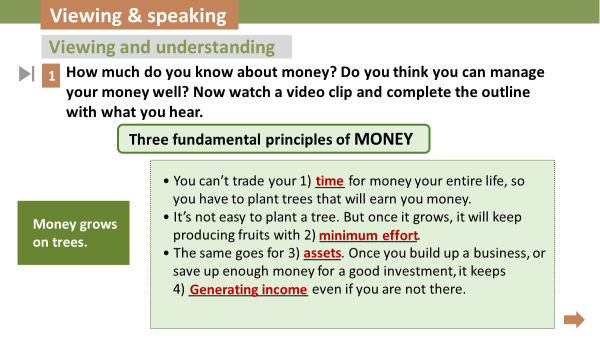 Viewing & speaking
Viewing and understanding
1 How much do you know about money? Do you think you can manage
your money well? Now watch a video clip and complete the outline
with what you hear.
Three fundamental principles of MONEY
Money grows
on trees.
• You can't trade your 1) time for money your entire life, so
you have to plant trees that will earn you money.
• It's not easy to plant a tree. But once it grows, it will keep
producing fruits with 2) minimum effort.
• The same goes for 3) assets. Once you build up a business, or
save up enough money for a good investment, it keeps
4) Generating income even if you are not there.